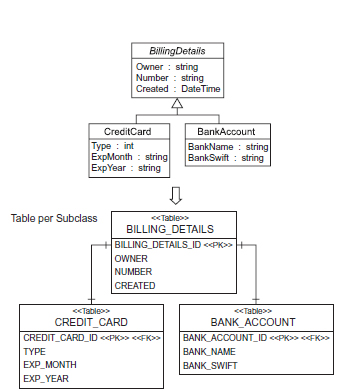 BillingDetails
Owner : string
Number : string
Created : DateTime
CreditCard
Type : int
ExpMonth : string
ExpYear : string
BankAccount
BankName : string
BankSwift : string
Table per Subclass
<<Table>>
BILLING_DETAILS
BILLING_DETAILS_ID <<PK>>
OWNER
NUMBER
CREATED
<<Table>>
CREDIT_CARD
CREDIT_CARD_ID <<PK>> <<FK>>
TYPE
EXP_MONTH
EXP_YEAR
<<Table>>
BANK_ACCOUNT
BANK_ACCOUNT_ID <<PK>> <<FK>>
BANK_NAME
BANK_SWIFT